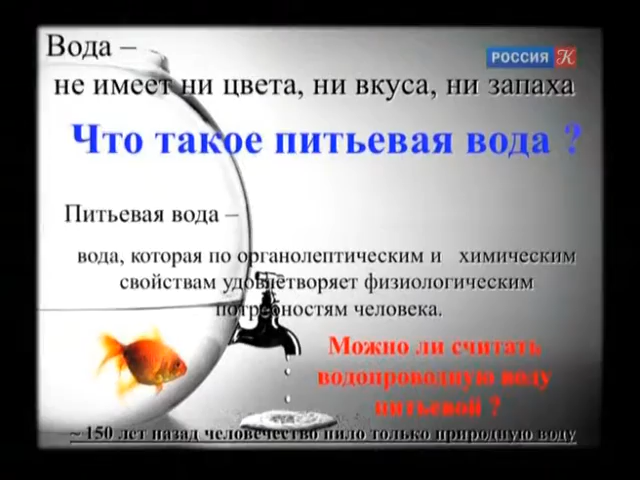 Вода –
РОССИЯ К
не имеет ни цвета, ни вкуса, ни запаха
Что такое питьевая вода ?
Питьевая вода –
вода, которая по органолептическим и химическим
свойствам удовлетворяет физиологическим
потребностям человека.
Можно ли считать
водопроводную воду
питьевой ?
~ 150 лет назад человечество пило только природную воду